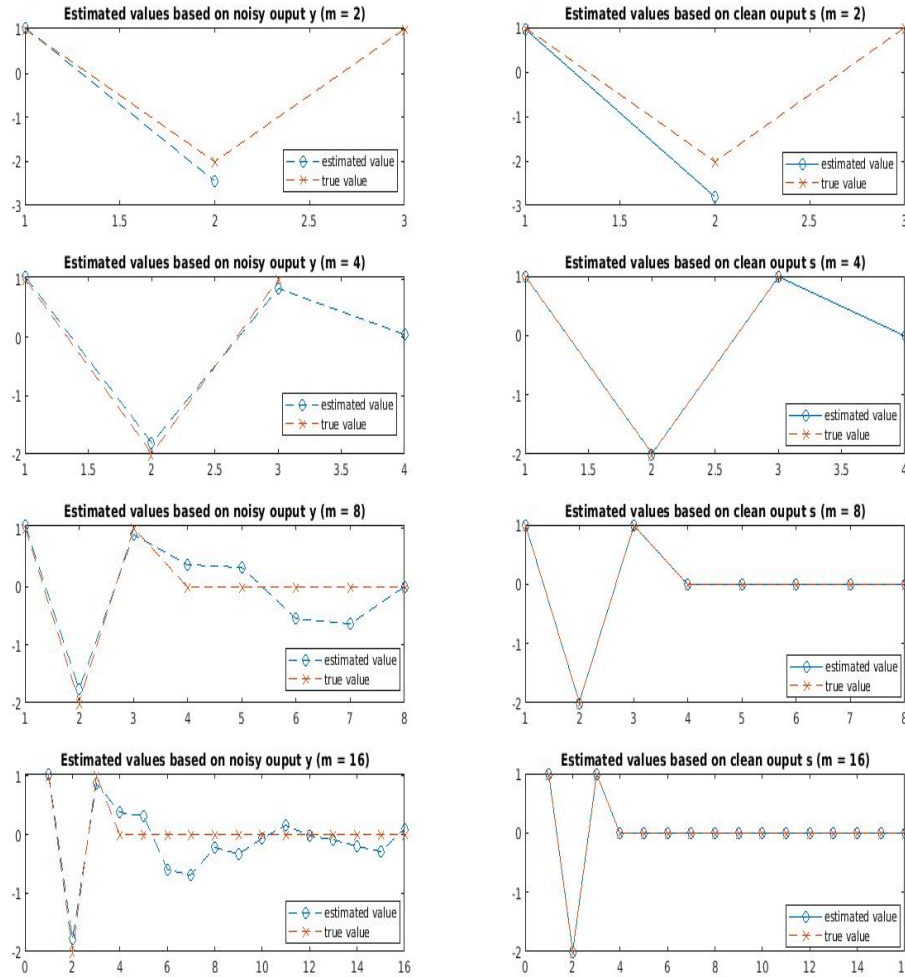 Estimated values based on noisy ouput y (m = 2)
1
0
-1
-2
-3
estimated value
true value
1 1.5 2 2.5 3
Estimated values based on clean ouput s (m = 2)
1
0
-1
-2
-3
estimated value
true value
1 1.5 2 2.5 3
Estimated values based on noisy ouput y (m = 4)
1
0
-1
-2
estimated value
true value
1 1.5 2 2.5 3 3.5 4
Estimated values based on clean ouput s (m = 4)
1
0
-1
-2
estimated value
true value
1 1.5 2 2.5 3 3.5 4
Estimated values based on noisy ouput y (m = 8)
1
0
-1
-2
estimated value
true value
1 2 3 4 5 6 7 8
Estimated values based on clean ouput s (m = 8)
1
0
-1
-2
estimated value
true value
1 2 3 4 5 6 7 8
Estimated values based on noisy ouput y (m = 16)
1
0
-1
-2
estimated value
true value
0 2 4 6 8 10 12 14 16
Estimated values based on clean ouput s (m = 16)
1
0
-1
-2
estimated value
true value
0 2 4 6 8 10 12 14 16